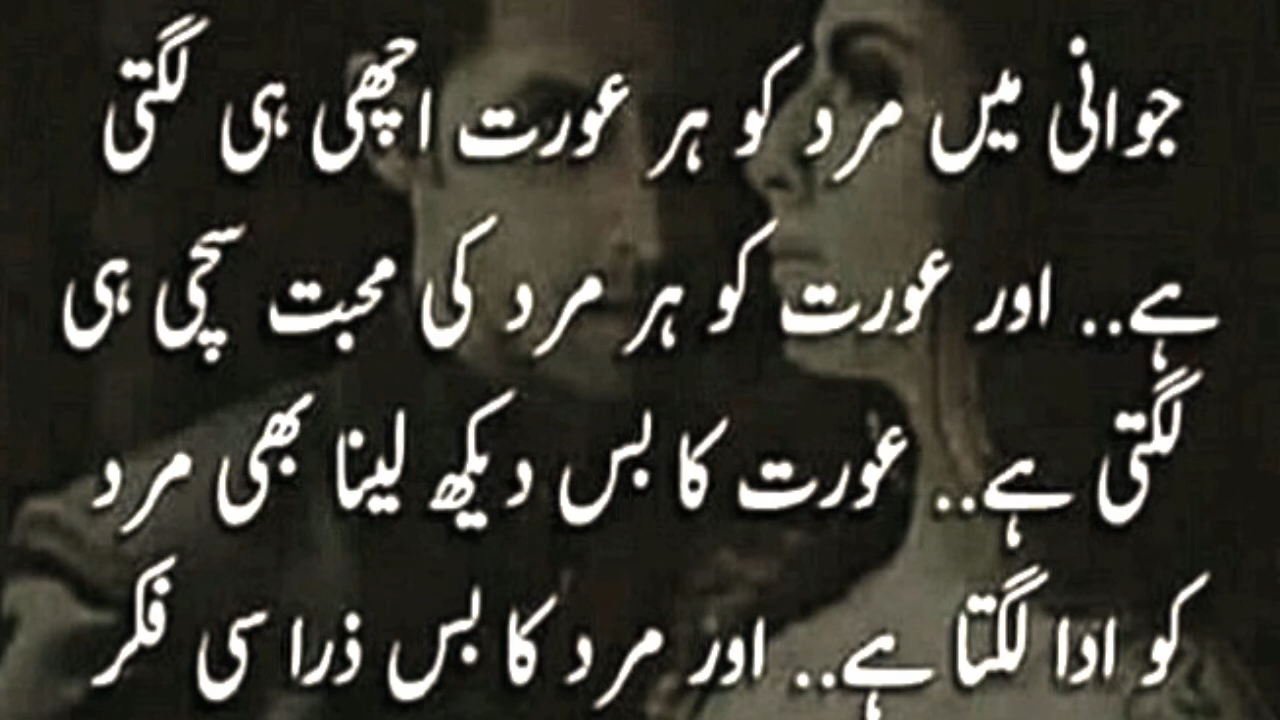 جوانی میں مرد کو ہر عورت اچھی ہی لگتی
ہے.. اور عورت کو ہر مرد کی محبت سچی ہی
لگتی ہے.. عورت کا بس دیکھ لینا بھی مرد
کو ادا لگتا ہے.. اور مرد کا بس ذرا سی فکر